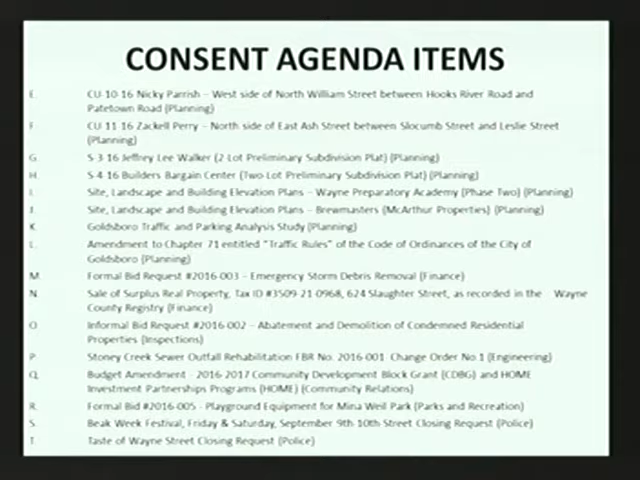 CONSENT AGENDA ITEMS
E. CU-10-16 Nicky Parrish – West side of North William Street between Hooks River Road and
Patetown Road (Planning)
F. CU-11-16 Zackell Perry – North side of East Ash Street between Slocumb Street and Leslie Street
(Planning)
G. S-3-16 Jeffrey Lee Walker (2 Lot Preliminary Subdivision Plat) (Planning)
H. S-4-16 Builders Bargain Center (Two Lot Preliminary Subdivision Plat) (Planning)
I. Site, Landscape and Building Elevation Plans – Wayne Preparatory Academy (Phase Two) (Planning)
J. Site, Landscape and Building Elevation Plans – Brewmasters (McArthur Properties) (Planning)
K. Goldsboro Traffic and Parking Analysis Study (Planning)
L. Amendment to Chapter 71 entitled "Traffic Rules" of the Code of Ordinances of the City of
Goldsboro (Planning)
M. Formal Bid Request #2016-003 – Emergency Storm Debris Removal (Finance)
N. Sale of Surplus Real Property, Tax ID #3509-21-0968, 624 Slaughter Street, as recorded in the Wayne
County Registry (Finance)
O. Informal Bid Request #2016-002 – Abatement and Demolition of Condemned Residential
Properties (Inspections)
P. Stoney Creek Sewer Outfall Rehabilitation FBR No. 2016-001 Change Order No.1 (Engineering)
Q. Budget Amendment - 2016-2017 Community Development Block Grant (CDBG) and HOME
Investment Partnerships Programs (HOME) (Community Relations)
R. Formal Bid #2016-005 - Playground Equipment for Mina Weil Park (Parks and Recreation)
S. Beak Week Festival, Friday & Saturday, September 9th-10th Street Closing Request (Police)
T. Taste of Wayne Street Closing Request (Police)